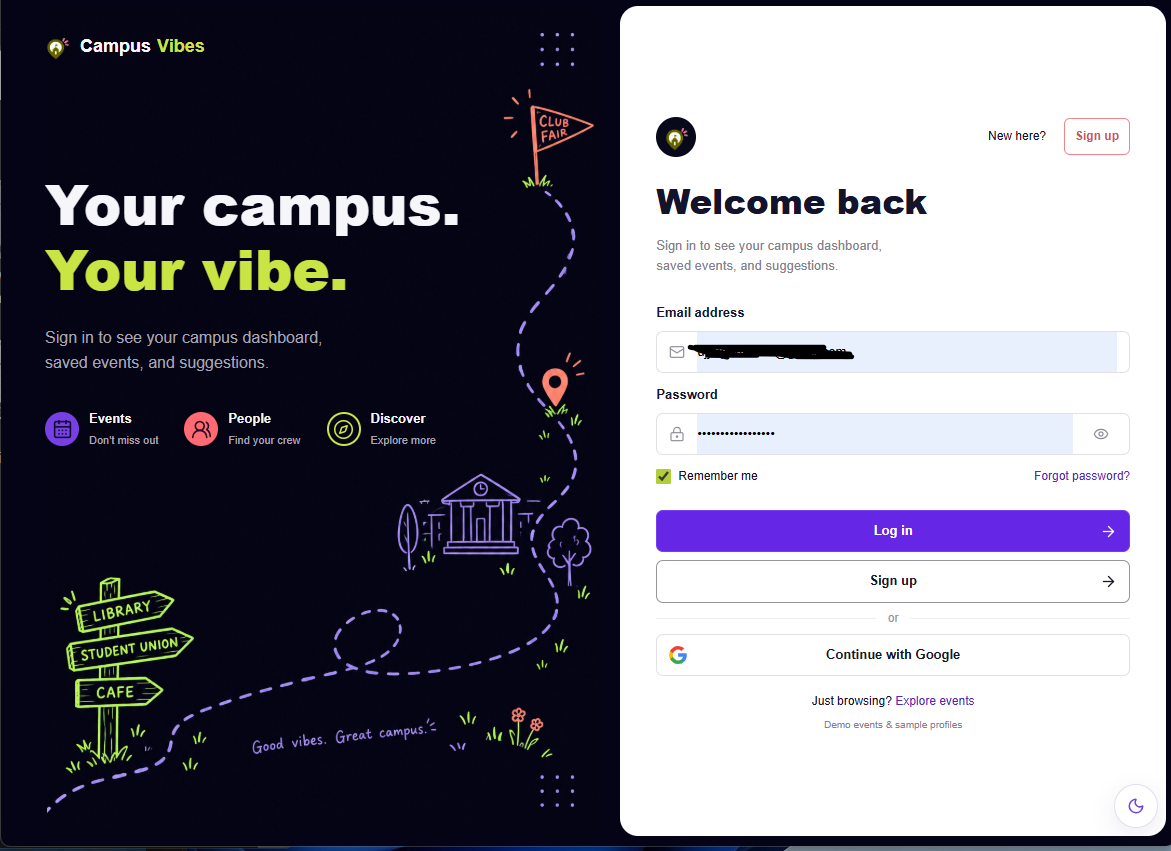 Campus Vibes
CLUB
FAIR
Your campus.
Your vibe.
Sign in to see your campus dashboard,
saved events, and suggestions.
Events
Don't miss out
People
Find your crew
Discover
Explore more
LIBRARY
STUDENT UNION
CAFE
Good vibes. Great campus.
New here?
Sign up
Welcome back
Sign in to see your campus dashboard,
saved events, and suggestions.
Email address
Password
•••••••••••••••••
Remember me
Forgot password?
Log in
Sign up
or
Continue with Google
Just browsing? Explore events
Demo events & sample profiles